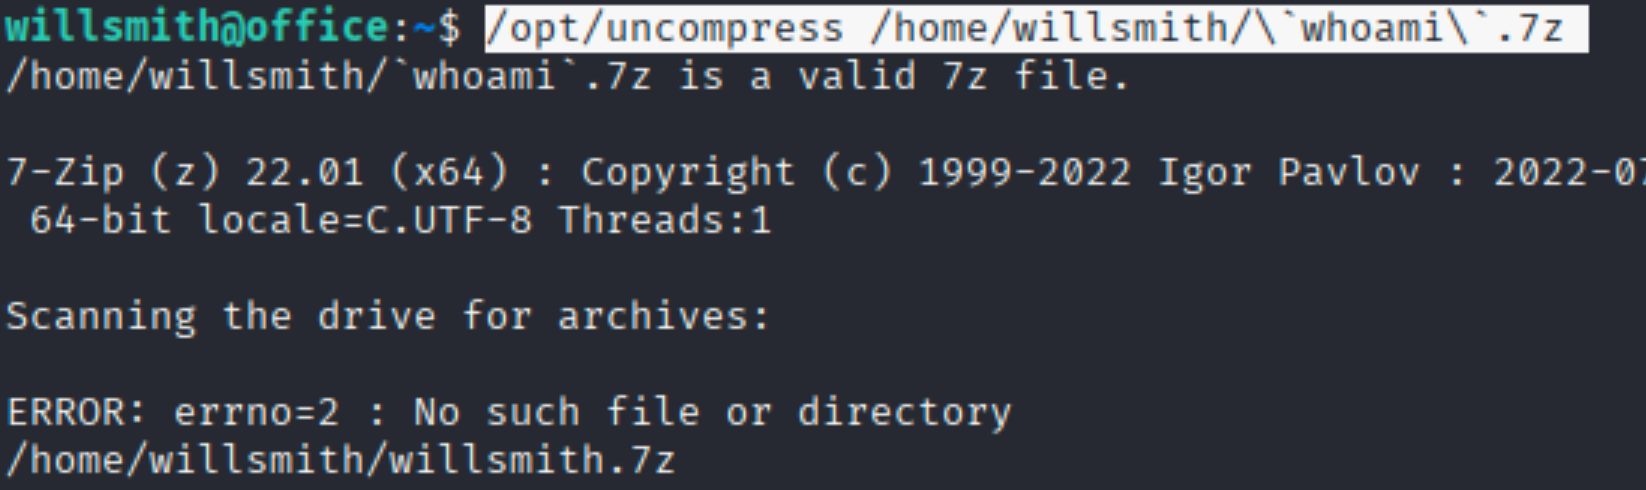 willsmith@office:~$ /opt/uncompress /home/willsmith/\`whoami\`.7z
/home/willsmith/`whoami`.7z is a valid 7z file.
7-Zip (z) 22.01 (x64) : Copyright (c) 1999-2022 Igor Pavlov : 2022-07
64-bit locale=C.UTF-8 Threads:1
Scanning the drive for archives:
ERROR: errno=2 : No such file or directory
/home/willsmith/willsmith.7z